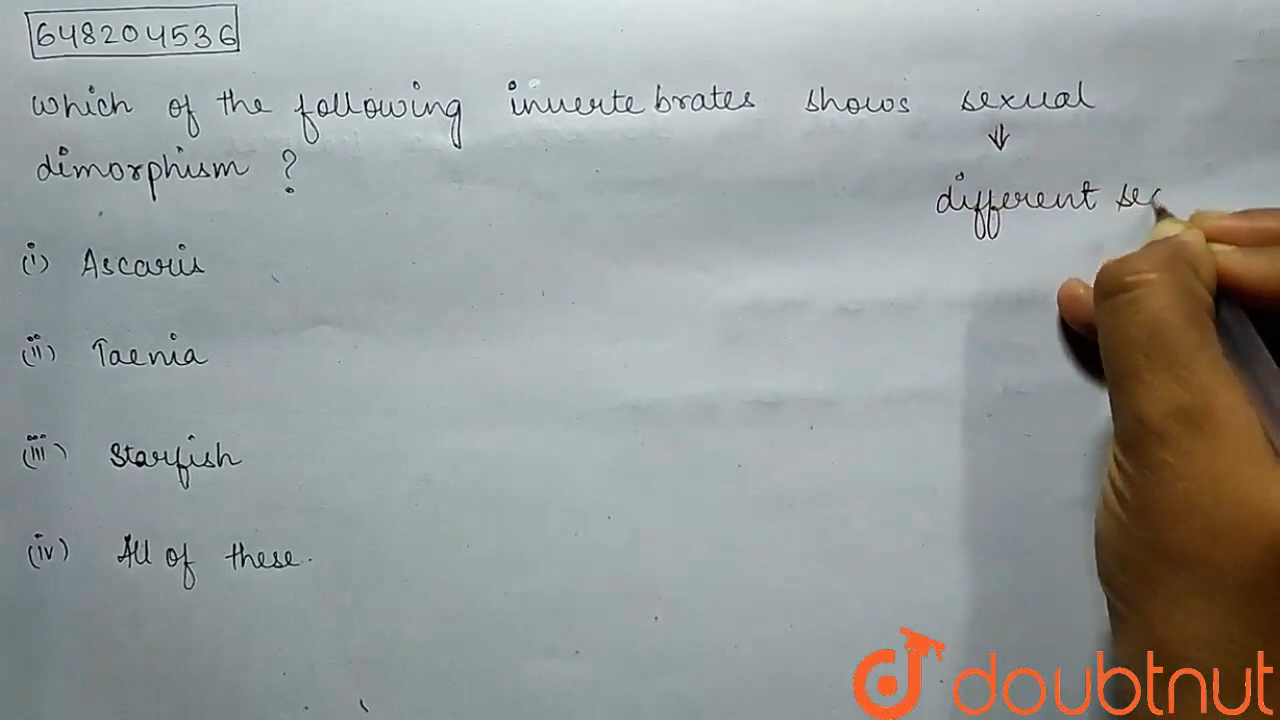 648204536
Which of the following invertebrates shows sexual
dimorphism ?
different sec
(i) Ascaris
(ii) Taenia
(iii) Starfish
(iv) All of these.
doubtnut